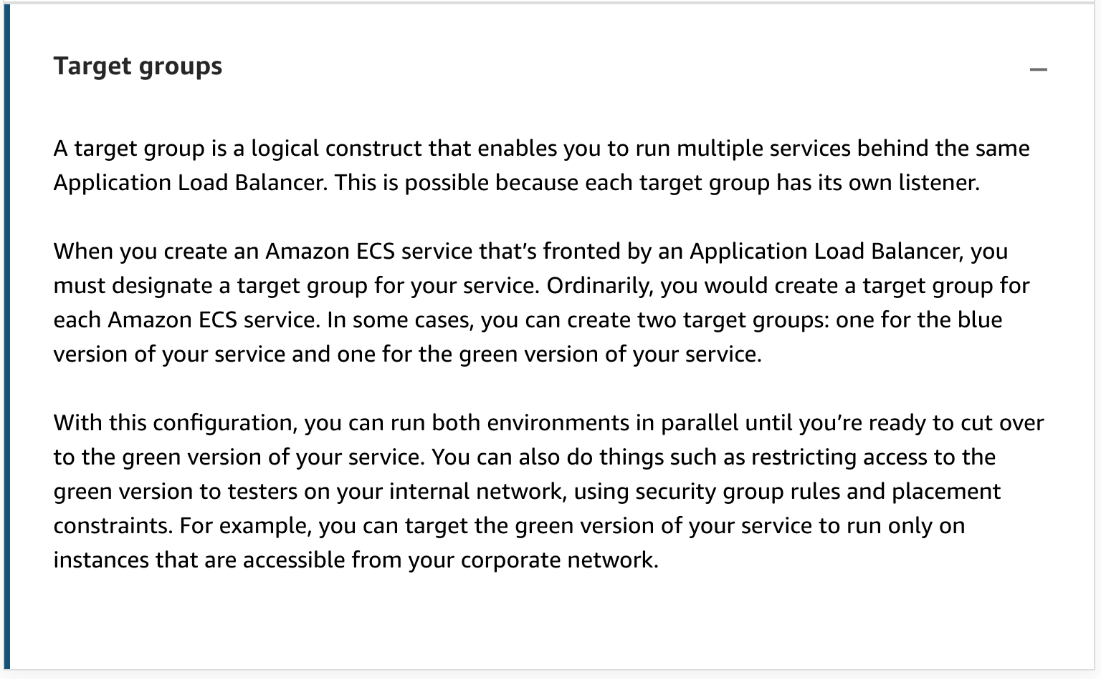 Target groups
A target group is a logical construct that enables you to run multiple services behind the same
Application Load Balancer. This is possible because each target group has its own listener.
When you create an Amazon ECS service that’s fronted by an Application Load Balancer, you
must designate a target group for your service. Ordinarily, you would create a target group for
each Amazon ECS service. In some cases, you can create two target groups: one for the blue
version of your service and one for the green version of your service.
With this configuration, you can run both environments in parallel until you’re ready to cut over
to the green version of your service. You can also do things such as restricting access to the
green version to testers on your internal network, using security group rules and placement
constraints. For example, you can target the green version of your service to run only on
instances that are accessible from your corporate network.